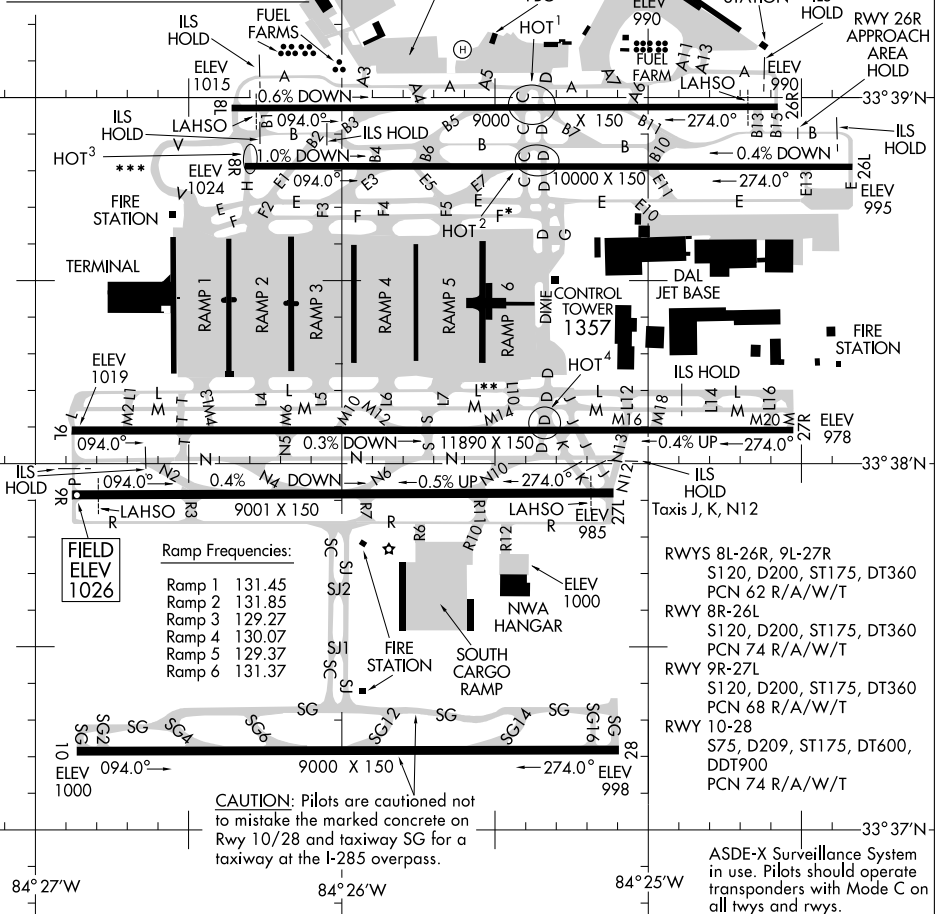 ILS
HOLD
FUEL
FARMS
HOT¹
ELEV
990
FUEL
FARM
HOLD
RWY 26R
APPROACH
AREA
HOLD
ELEV
1015
A
A3
A4
A
A5
C
D
A7
A6
A11
A13
A
ELEV
990
LAHSO
33°39'N
8L
0.6% DOWN
094.0°
9000 X 150
274.0°
26R
LAHSO
ILS
HOLD
B1
B
B2
B3
ILS HOLD
B5
C
D
B7
B11
B13
B15
B
ILS
HOLD
HOT³
***
V
8R
1.0% DOWN
B4
B6
B
C
D
B
B10
0.4% DOWN
26L
ELEV
1024
H
E1
094.0°
E3
E5
E7
C
D
10000 X 150
E11
274.0°
E13
E
ELEV
995
V
FIRE
STATION
E
F
F2
E
F3
F
F4
E
F*
HOT²
D
G
E
E10
E
TERMINAL
RAMP 1
RAMP 2
RAMP 3
RAMP 4
RAMP 5
RAMP 6
DIXIE
CONTROL
TOWER
1357
DAL
JET BASE
FIRE
STATION
ELEV
1019
HOT⁴
ILS HOLD
L
M2
L1
L
M
L3
M4
L4
L
M6
L5
M10
M12
L6
L7
S
L**
M
M14
L10
D
D
L
M
M16
L12
M18
L14
L
M
M20
L16
M
9L
094.0°
T
T
N5
0.3% DOWN
S
11890 X 150
D
J
0.4% UP
274.0°
27R
ELEV
978
33°38'N
ILS
HOLD
P
094.0°
N2
N
0.4%
N4
DOWN
N
N6
N
0.5% UP
N10
274.0°
J
K
K
N13
N12
ILS
HOLD
Taxis J, K, N12
9R
LAHSO
R
R3
9001 X 150
R7
R
R6
R11
R10
R12
LAHSO
R
27L
ELEV
985
FIELD
ELEV
1026
Ramp Frequencies:
Ramp 1 131.45
Ramp 2 131.85
Ramp 3 129.27
Ramp 4 130.07
Ramp 5 129.37
Ramp 6 131.37
SC
SJ
SJ2
SJ1
SC
SJ
FIRE
STATION
SOUTH
CARGO
RAMP
NWA
HANGAR
ELEV
1000
RWYS 8L-26R, 9L-27R
S120, D200, ST175, DT360
PCN 62 R/A/W/T
RWY 8R-26L
S120, D200, ST175, DT360
PCN 74 R/A/W/T
RWY 9R-27L
S120, D200, ST175, DT360
PCN 68 R/A/W/T
RWY 10-28
S75, D209, ST175, DT600,
DDT900
PCN 74 R/A/W/T
SG
SG2
SG
SG4
SG6
SG
SG12
SG
SG14
SG
SG16
SG
10
ELEV
1000
094.0°
9000 X 150
274.0°
28
ELEV
998
CAUTION: Pilots are cautioned not
to mistake the marked concrete on
Rwy 10/28 and taxiway SG for a
taxiway at the I-285 overpass.
33°37'N
84°27'W
84°26'W
84°25'W
ASDE-X Surveillance System
in use. Pilots should operate
transponders with Mode C on
all twys and rwys.